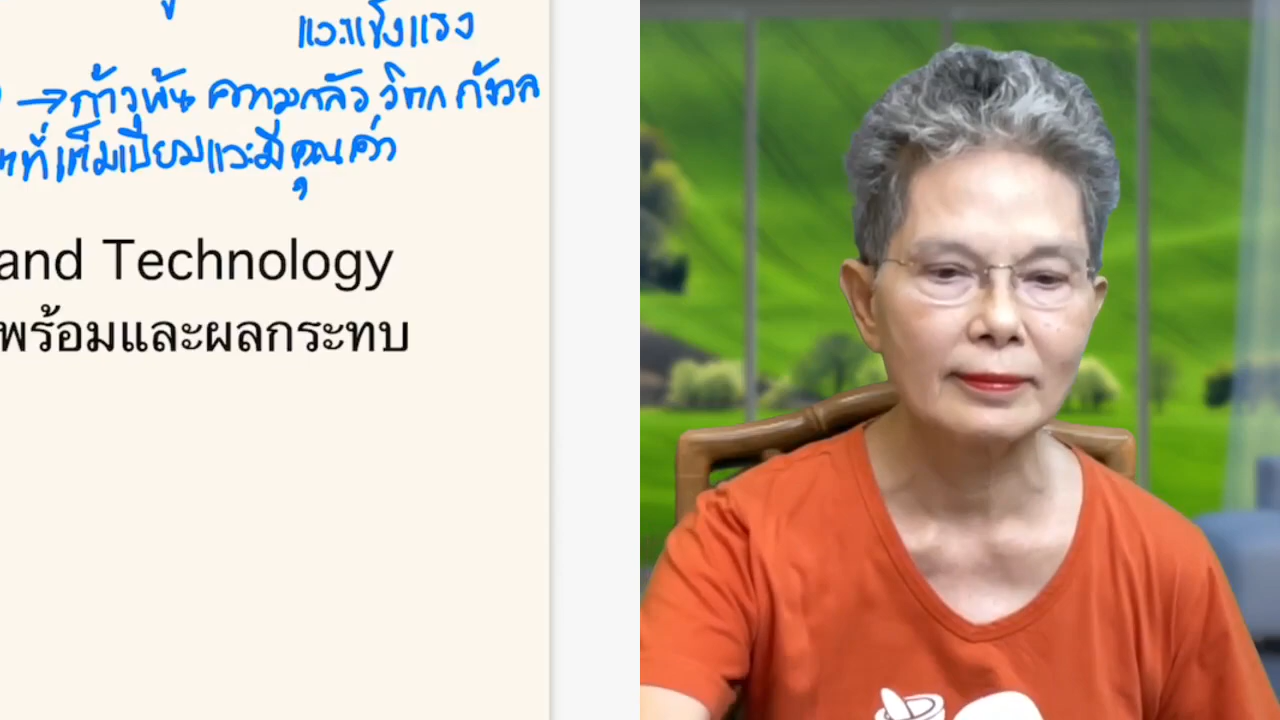 และแข็งแรง
→ก้าวพ้น ความกลัว วิตก กังวล
ที่เต็มเปี่ยมและมีคุณค่า
and Technology
พร้อมและผลกระทบ